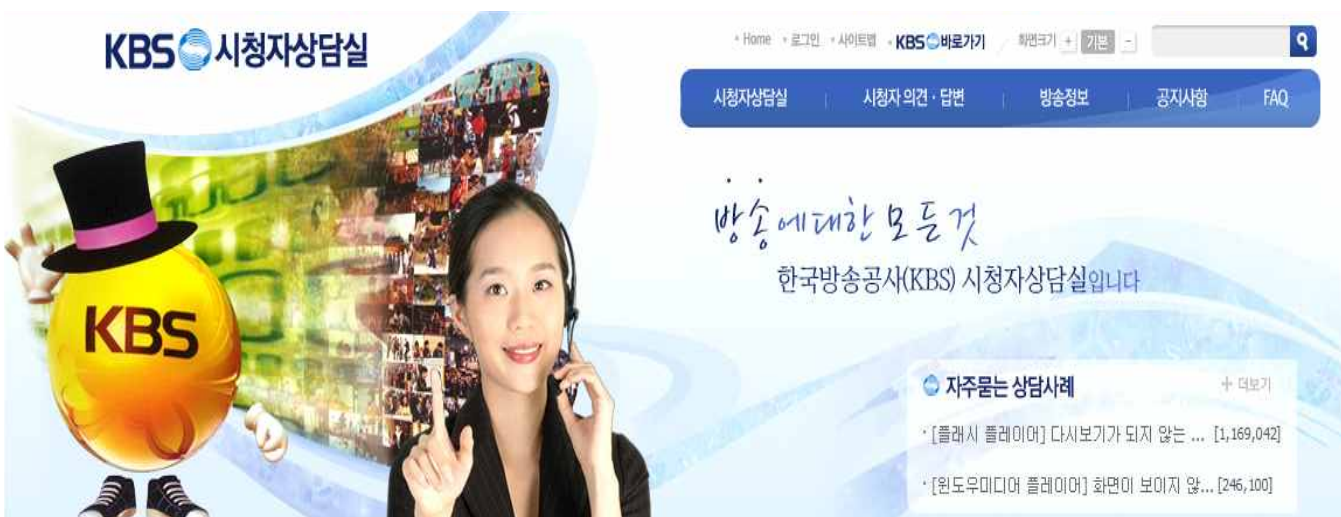 KBS 시청자상담실
Home 로그인 사이트맵 KBS 바로가기 화면크기 + 기본 -
시청자상담실 시청자 의견·답변 방송정보 공지사항 FAQ
방송에대한 모든것
한국방송공사(KBS) 시청자상담실입니다
KBS
자주묻는 상담사례 + 더보기
· [플래시 플레이어] 다시보기가 되지 않는 ... [1,169,042]
· [윈도우미디어 플레이어] 화면이 보이지 않... [246,100]